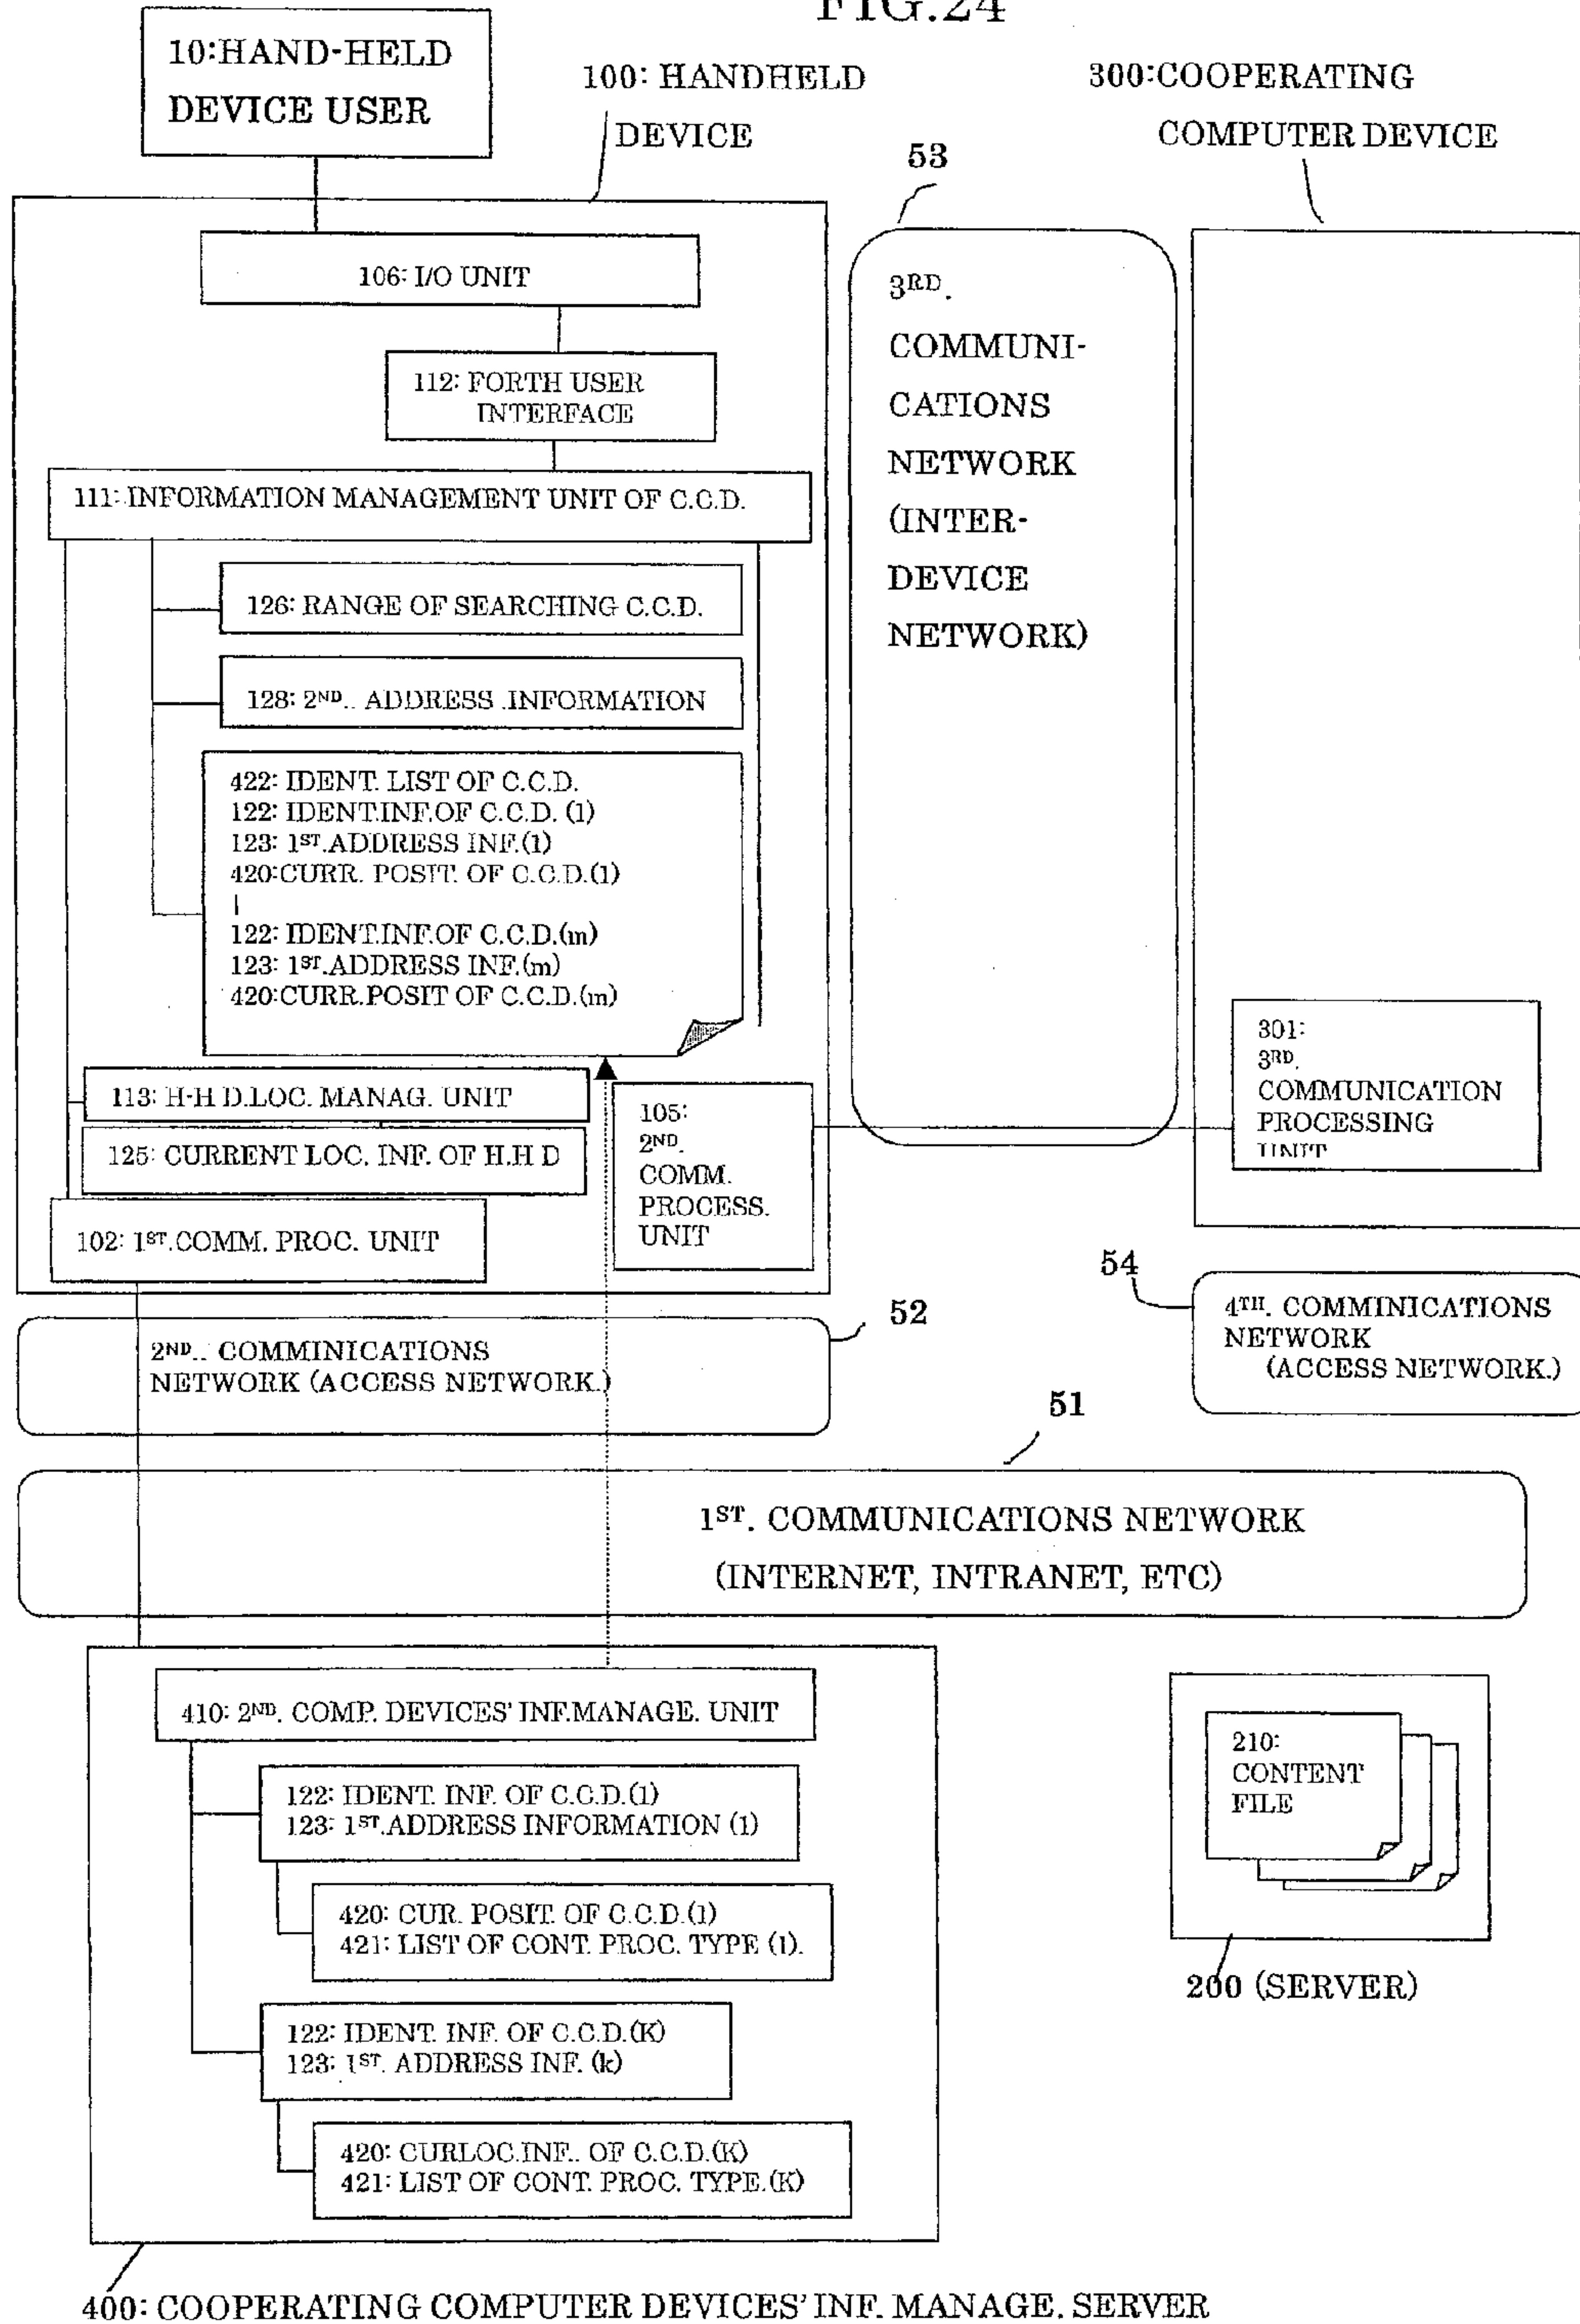 FIG.24
10:HAND-HELD
DEVICE USER
100: HANDHELD
DEVICE
300:COOPERATING
COMPUTER DEVICE
53
106: I/O UNIT
112: FORTH USER
INTERFACE
111: INFORMATION MANAGEMENT UNIT OF C.C.D.
126: RANGE OF SEARCHING C.C.D.
128: 2ND.. ADDRESS .INFORMATION
422: IDENT. LIST OF C.C.D.
122: IDENT.INF.OF C.C.D. (1)
123: 1ST.ADDRESS INF.(1)
420:CURR. POSIT. OF C.C.D.(1)
|
122: IDENT.INF.OF C.C.D.(m)
123: 1ST.ADDRESS INF.(m)
420:CURR.POSIT OF C.C.D.(m)
113: H-H D.LOC. MANAG. UNIT
125: CURRENT LOC. INF. OF H.H D
102: 1ST.COMM. PROC. UNIT
105:
2ND.
COMM.
PROCESS.
UNIT
3RD.
COMMUNI-
CATIONS
NETWORK
(INTER-
DEVICE
NETWORK)
301:
3RD.
COMMUNICATION
PROCESSING
UNIT
54
4TH. COMMINICATIONS
NETWORK
(ACCESS NETWORK.)
52
2ND.. COMMINICATIONS
NETWORK (ACCESS NETWORK.)
51
1ST. COMMUNICATIONS NETWORK
(INTERNET, INTRANET, ETC)
410: 2ND. COMP. DEVICES' INF.MANAGE. UNIT
122: IDENT. INF. OF C.C.D.(1)
123: 1ST.ADDRESS INFORMATION (1)
420: CUR. POSIT. OF C.C.D.(1)
421: LIST OF CONT. PROC. TYPE (1).
122: IDENT. INF. OF C.C.D.(K)
123: 1ST. ADDRESS INF. (k)
420: CURLOC.INF.. OF C.C.D.(K)
421: LIST OF CONT. PROC. TYPE.(K)
210:
CONTENT
FILE
200 (SERVER)
400: COOPERATING COMPUTER DEVICES' INF. MANAGE. SERVER